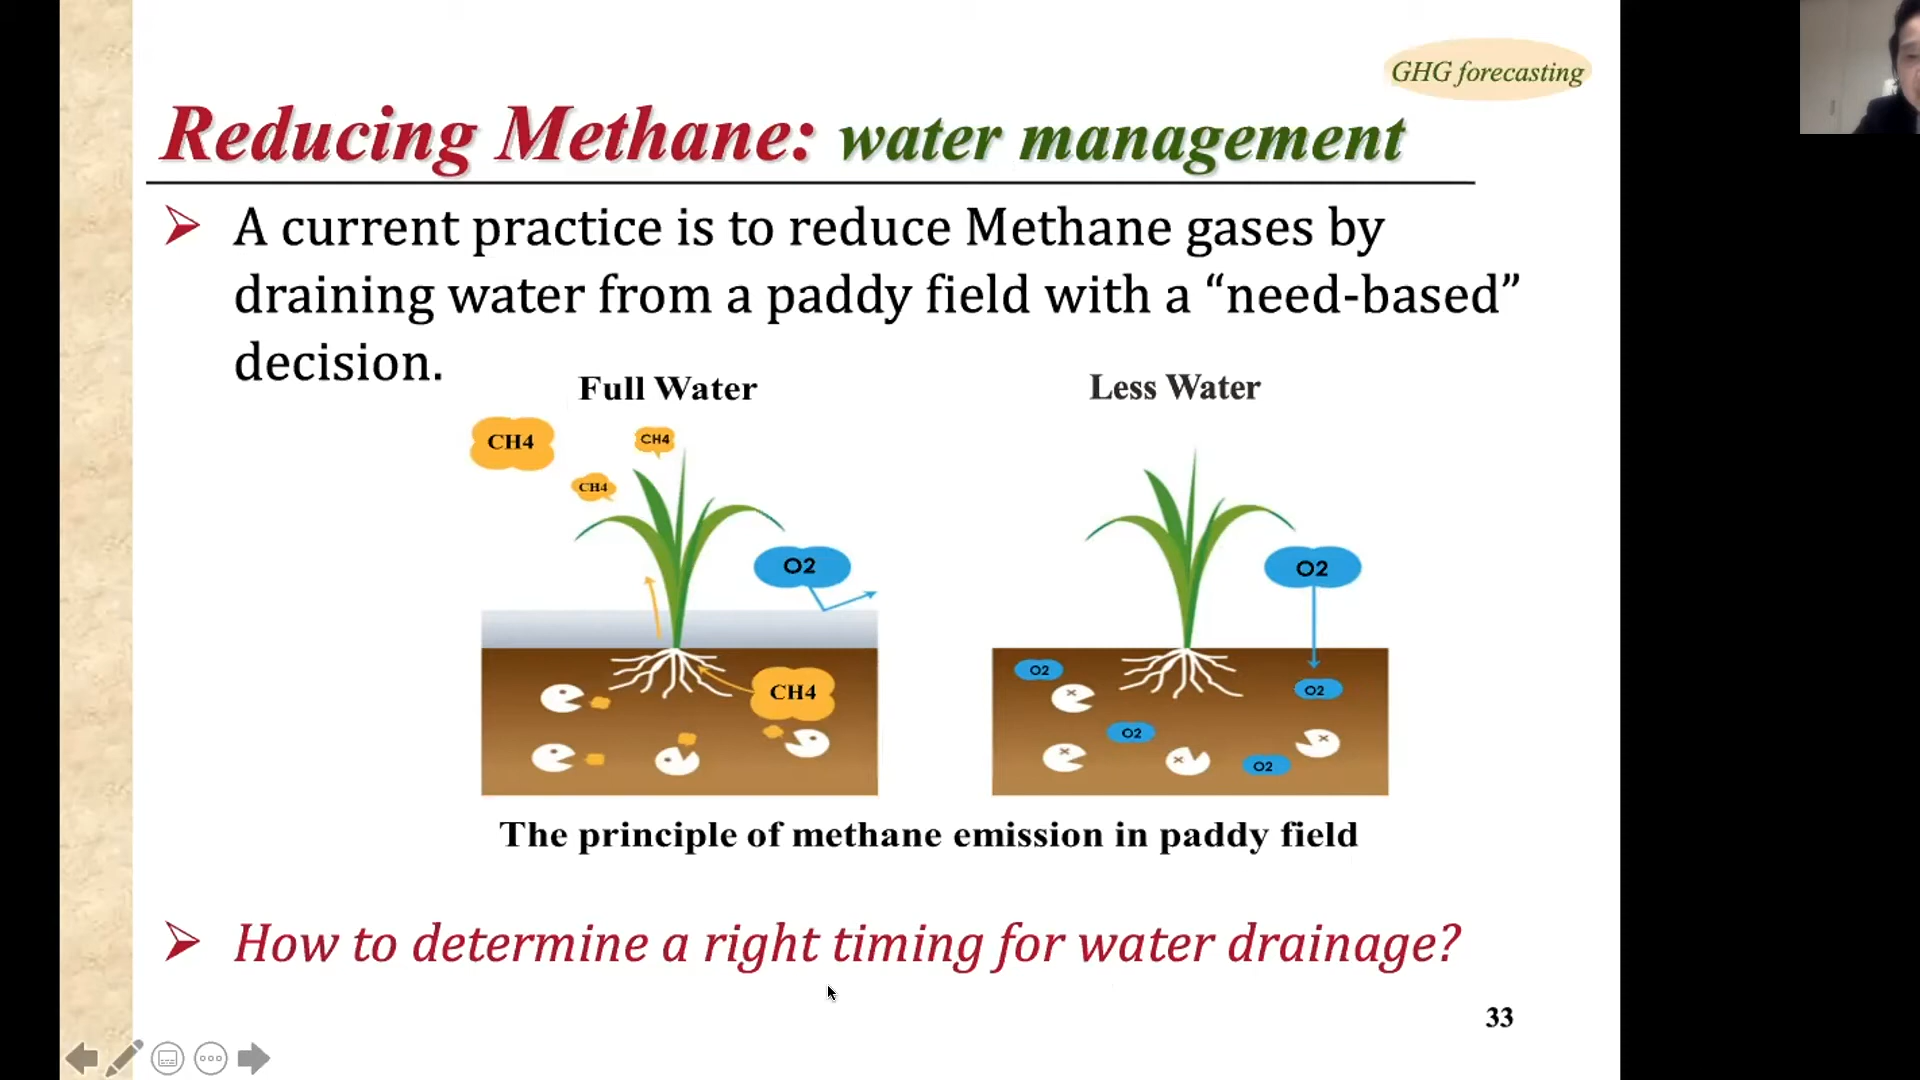 GHG forecasting
Reducing Methane: water management
A current practice is to reduce Methane gases by
draining water from a paddy field with a “need-based”
decision.
Full Water
Less Water
CH4
CH4
CH4
O2
CH4
O2
O2
O2
O2
O2
The principle of methane emission in paddy field
How to determine a right timing for water drainage?
33